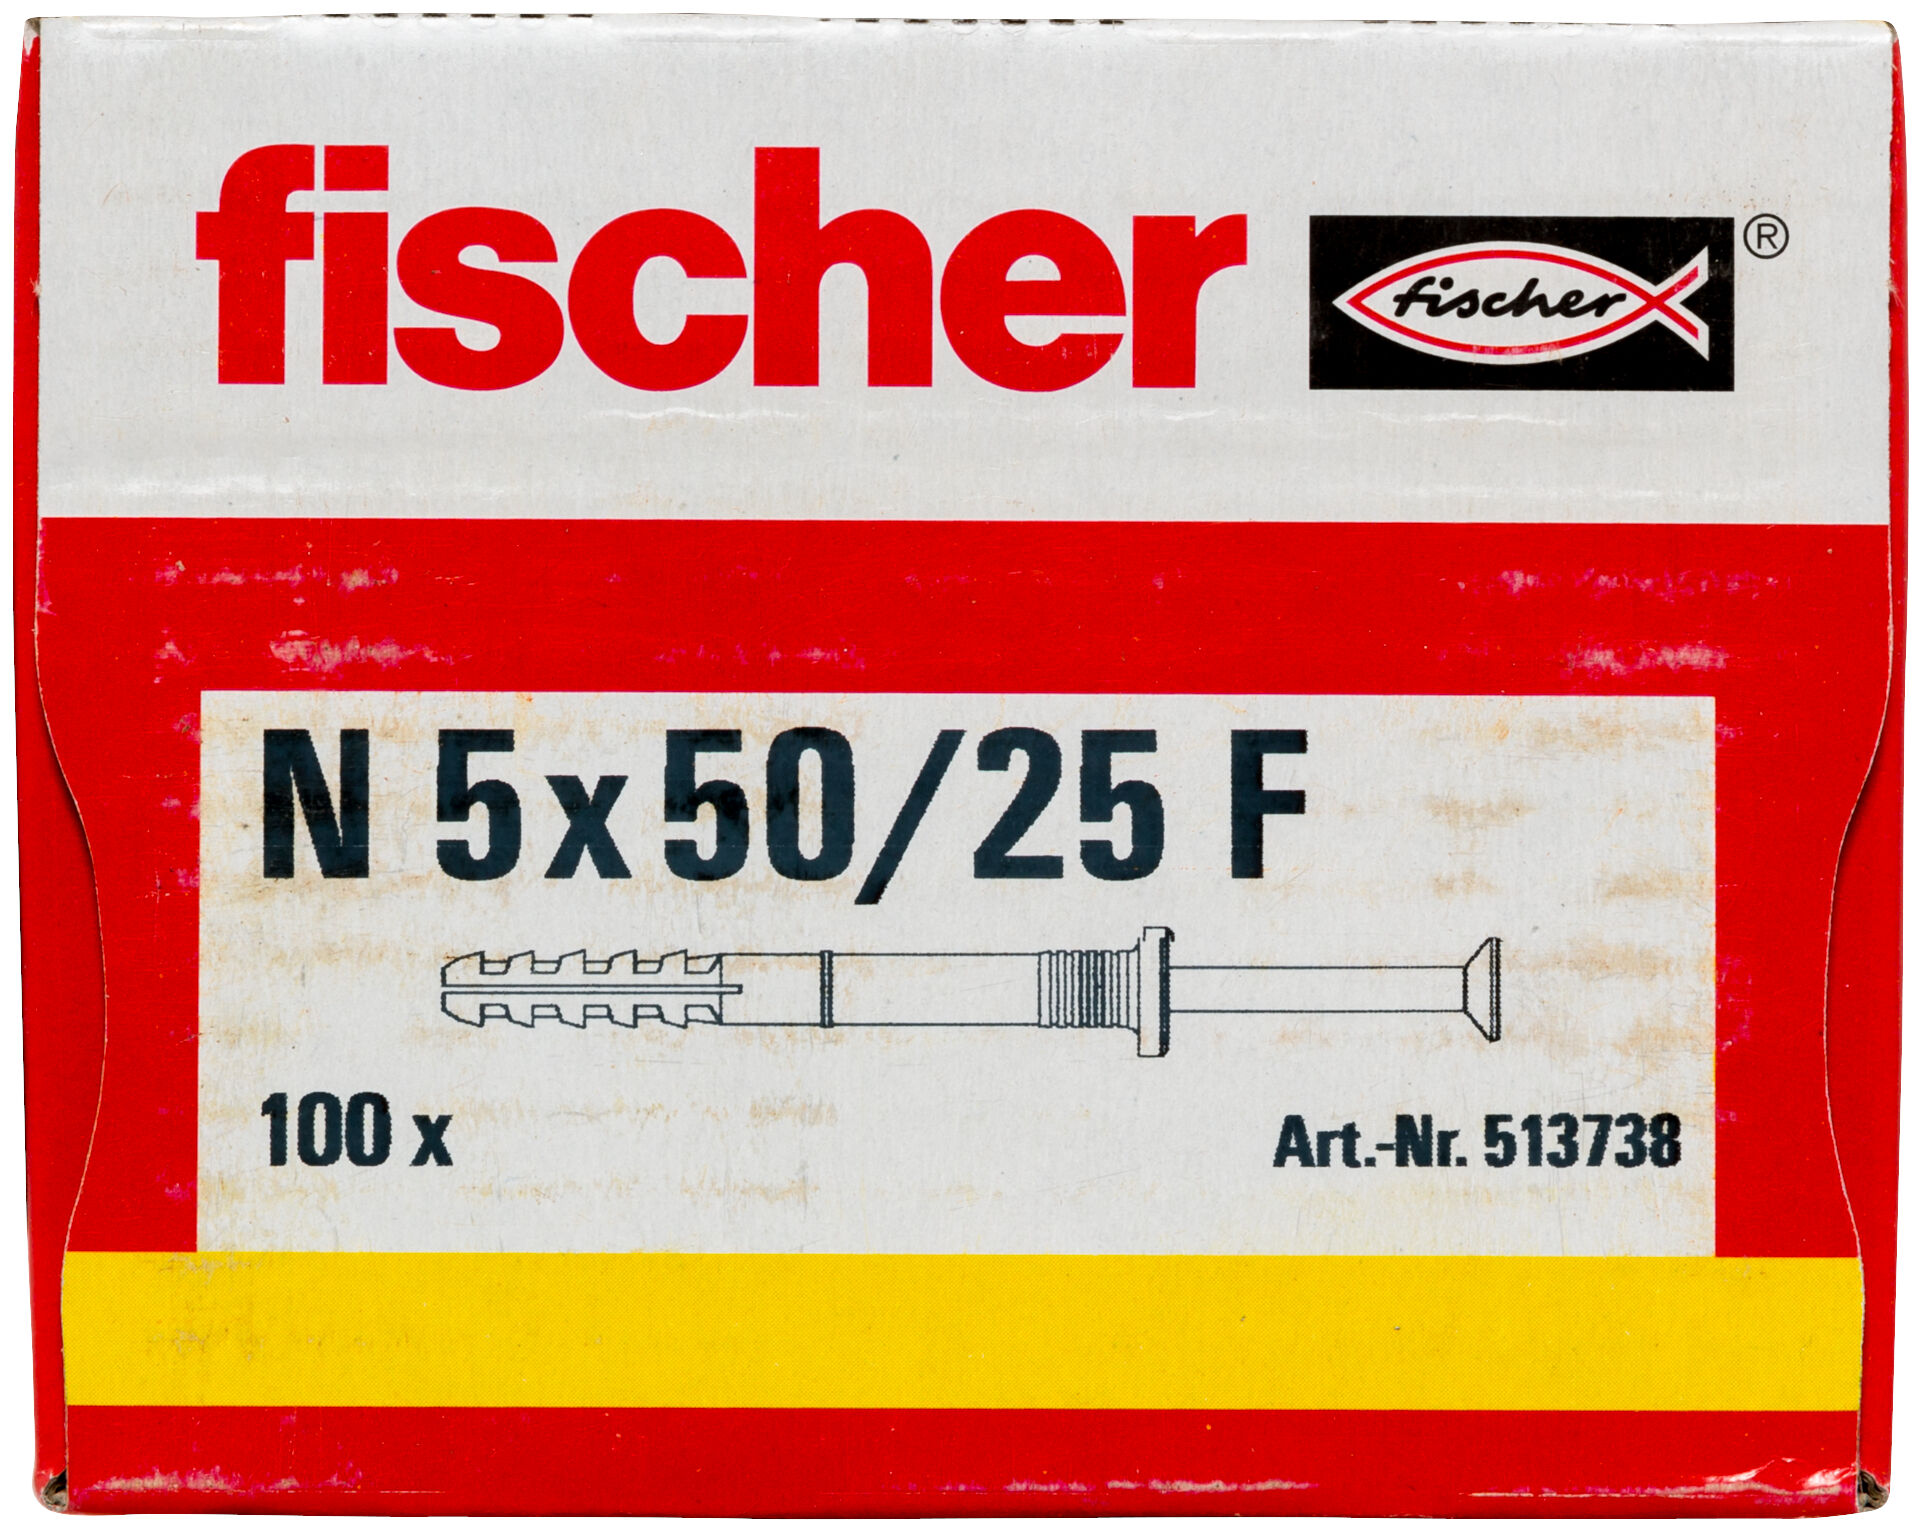 fischer fischer ®
N 5 x 50/25 F
100 x Art.-Nr. 513738